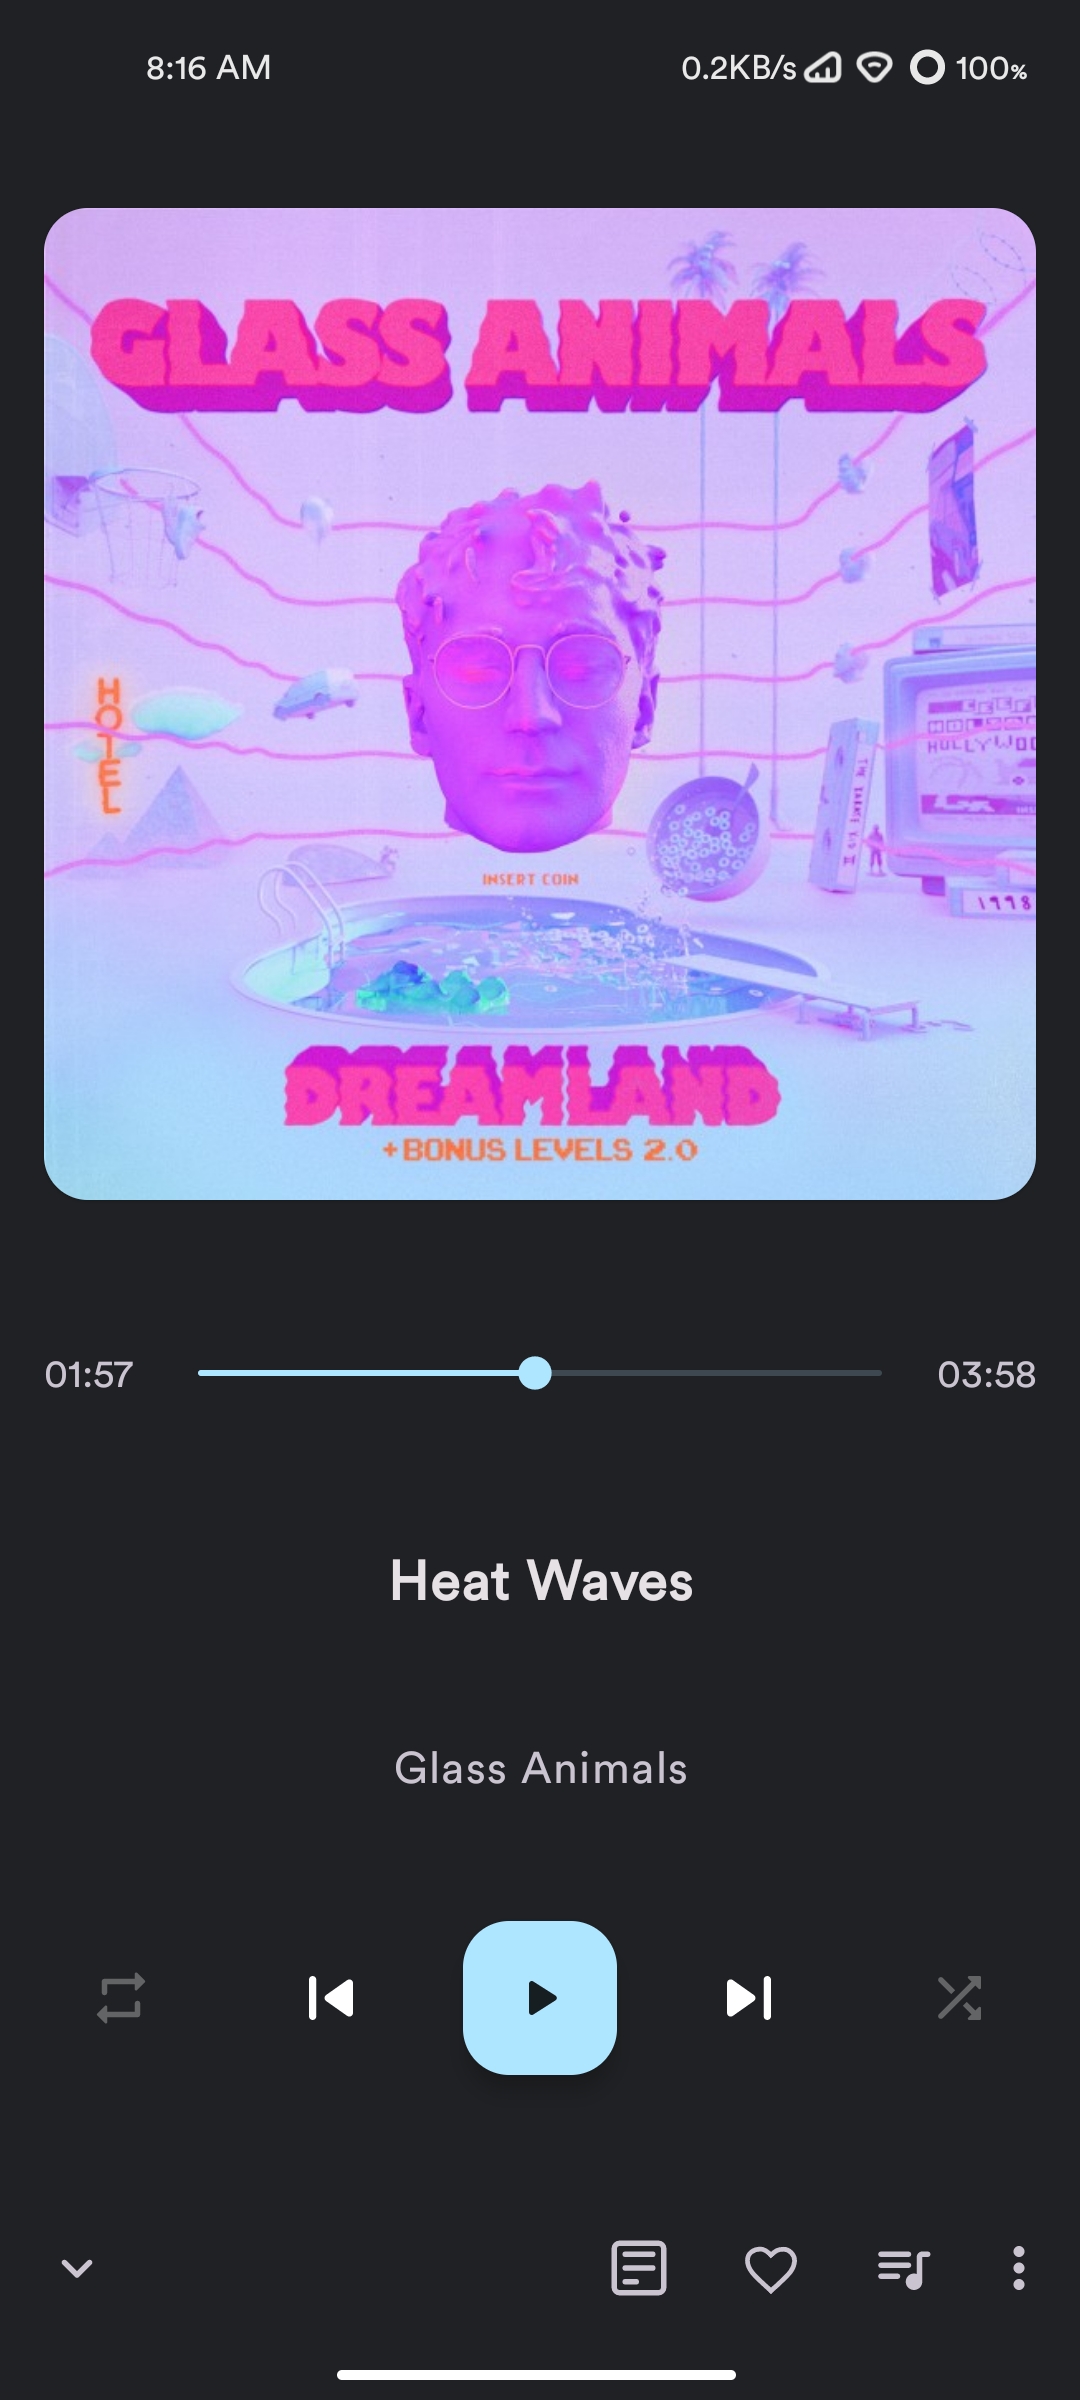 8:16 AM
0.2KB/s 100%
GLASS ANIMALS
HOTEL
HOLLYWOO
INSERT COIN
1998
DREAMLAND
+BONUS LEVELS 2.0
01:57
03:58
Heat Waves
Glass Animals